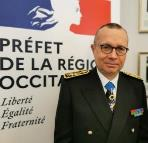 PRÉFET
DE LA RÉGIO
OCCITA
Liberté
Égalité
Fraternité